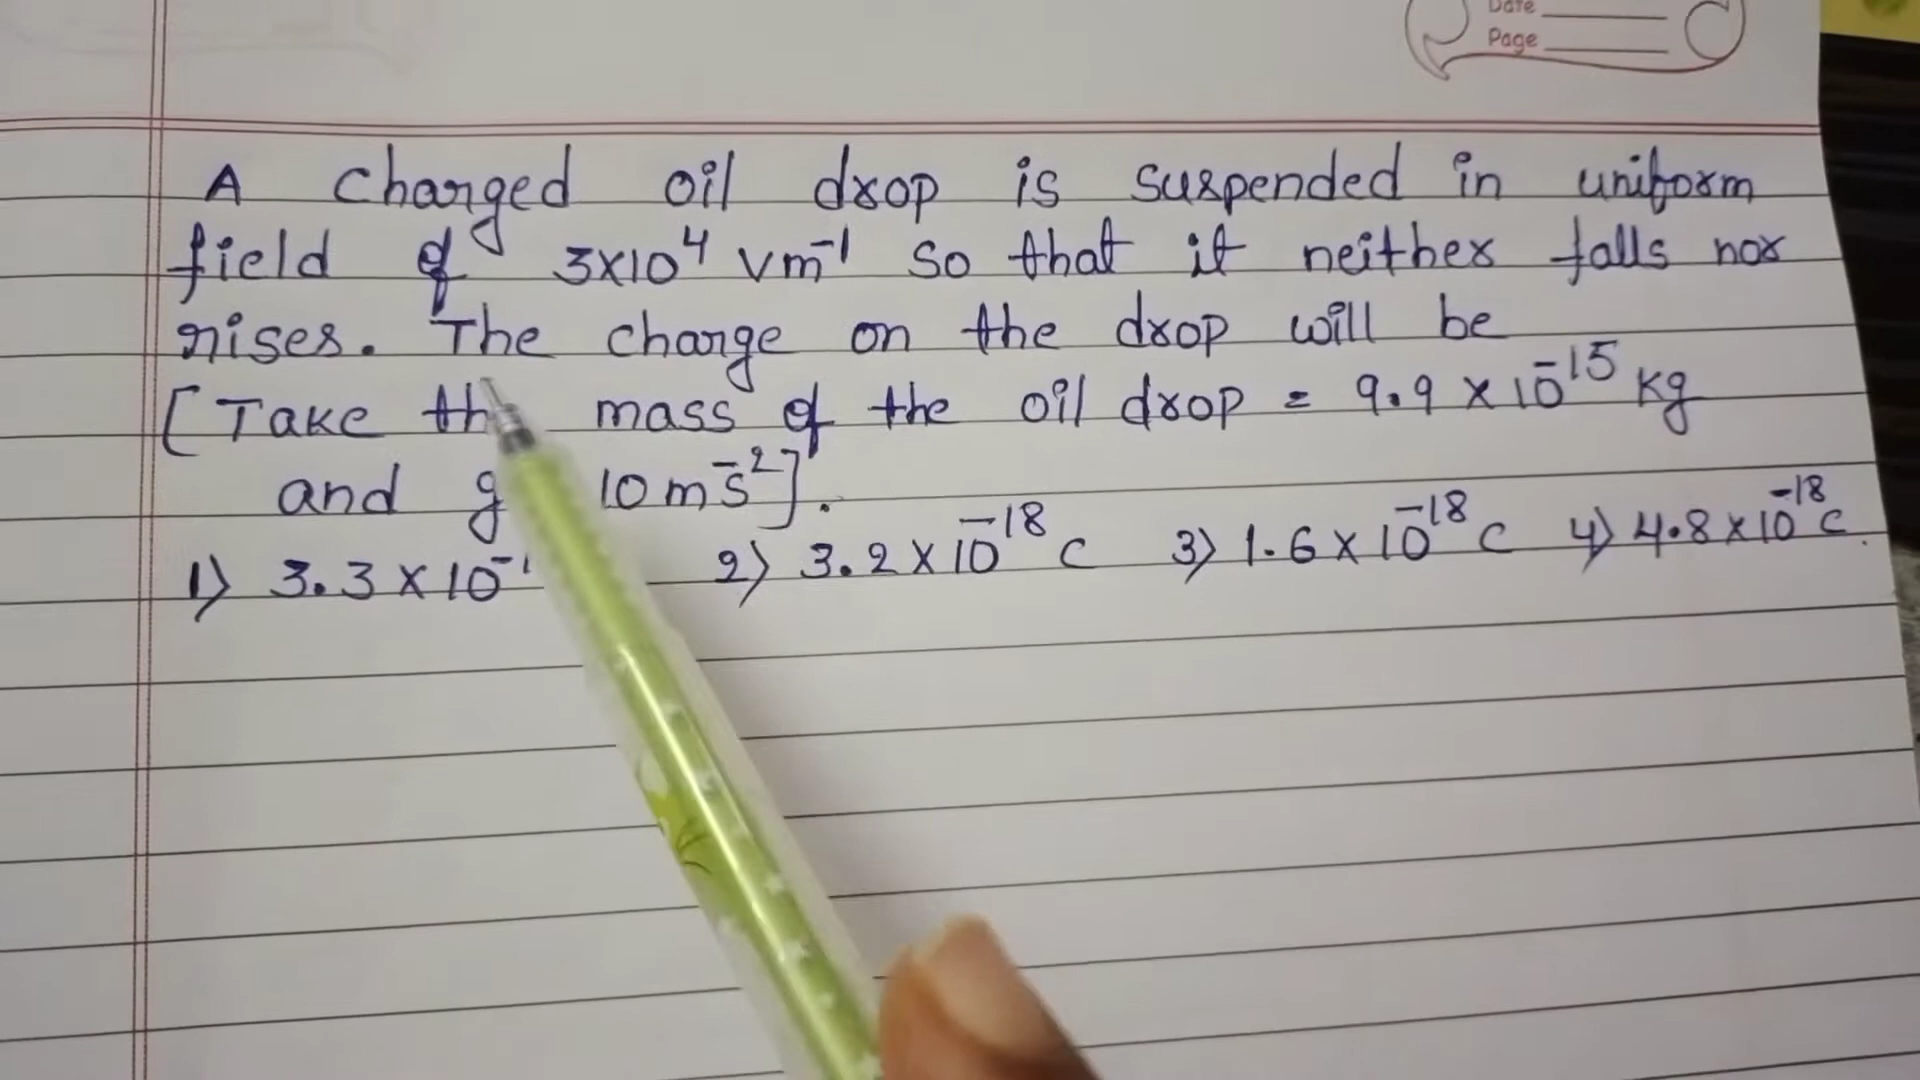 Date
Page
A charged oil drop is suspended in uniform
field of 3x10⁴ Vm⁻¹ so that it neither falls nor
rises. The charge on the drop will be
[Take the mass of the oil drop = 9.9 x 10⁻¹⁵ kg
and g 10 ms⁻²].
1) 3.3 x 10⁻¹ 2) 3.2 x 10⁻¹⁸ C 3) 1.6 x 10⁻¹⁸ C 4) 4.8 x 10⁻¹⁸ C.